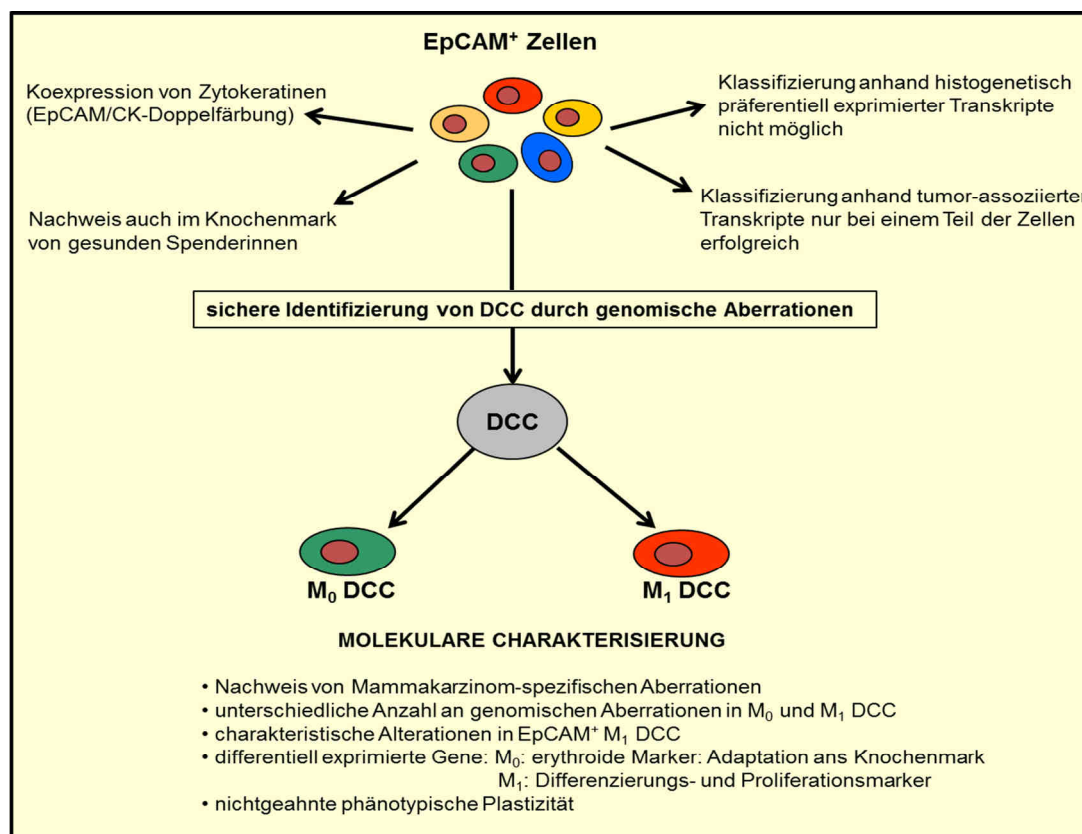 EpCAM⁺ Zellen
Koexpression von Zytokeratinen
(EpCAM/CK-Doppelfärbung)
Klassifizierung anhand histogenetisch
präferentiell exprimierter Transkripte
nicht möglich
Nachweis auch im Knochenmark
von gesunden Spenderinnen
Klassifizierung anhand tumor-assoziierter
Transkripte nur bei einem Teil der Zellen
erfolgreich
sichere Identifizierung von DCC durch genomische Aberrationen
DCC
M₀ DCC
M₁ DCC
MOLEKULARE CHARAKTERISIERUNG
• Nachweis von Mammakarzinom-spezifischen Aberrationen
• unterschiedliche Anzahl an genomischen Aberrationen in M₀ und M₁ DCC
• charakteristische Alterationen in EpCAM⁺ M₁ DCC
• differentiell exprimierte Gene: M₀: erythroide Marker: Adaptation ans Knochenmark
M₁: Differenzierungs- und Proliferationsmarker
• nichtgeahnte phänotypische Plastizität